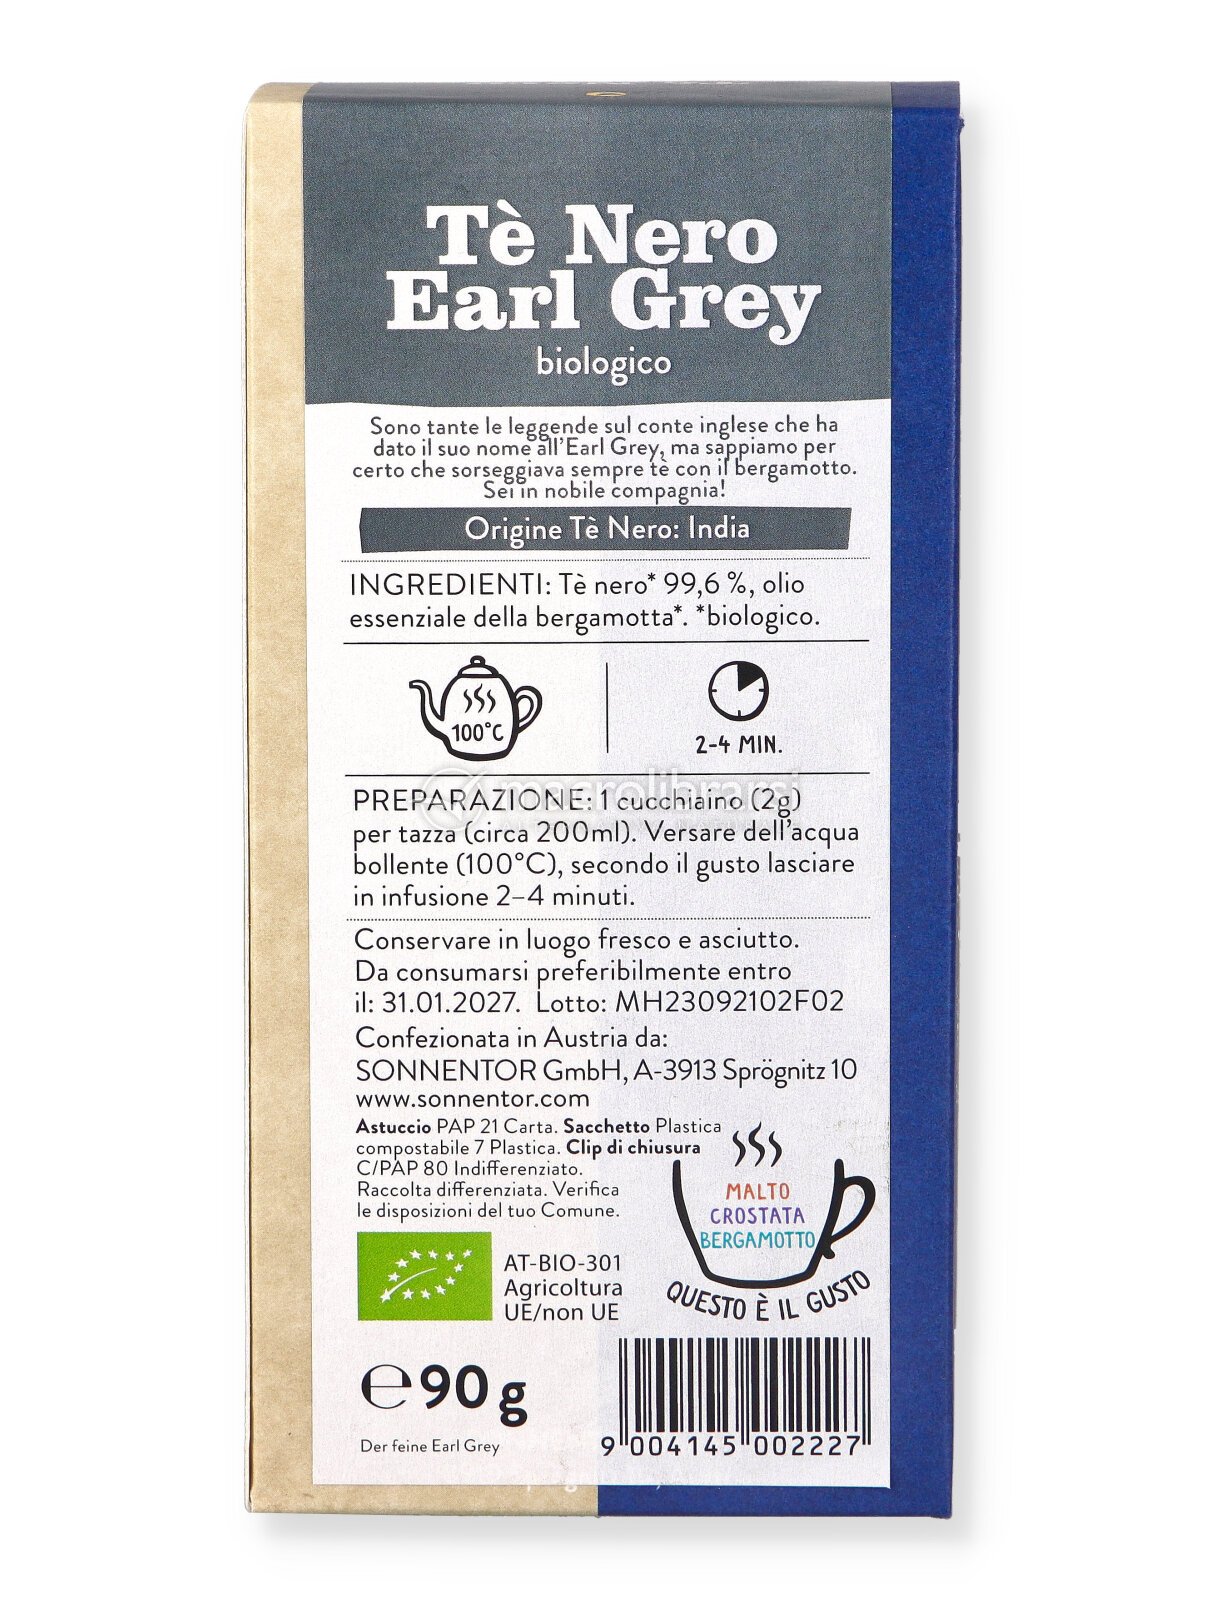 Tè Nero
Earl Grey
biologico
Sono tante le leggende sul conte inglese che ha
dato il suo nome all'Earl Grey, ma sappiamo per
certo che sorseggiava sempre tè con il bergamotto.
Sei in nobile compagnia!
Origine Tè Nero: India
INGREDIENTI: Tè nero* 99,6 %, olio
essenziale della bergamotta*. *biologico.
100°C
2-4 MIN.
macrolibrarsi
PREPARAZIONE: 1 cucchiaino (2g)
per tazza (circa 200ml). Versare dell'acqua
bollente (100°C), secondo il gusto lasciare
in infusione 2–4 minuti.
Conservare in luogo fresco e asciutto.
Da consumarsi preferibilmente entro
il: 31.01.2027. Lotto: MH23092102F02
Confezionata in Austria da:
SONNENTOR GmbH, A-3913 Sprögnitz 10
www.sonnentor.com
Astuccio PAP 21 Carta. Sacchetto Plastica
compostabile 7 Plastica. Clip di chiusura
C/PAP 80 Indifferenziato.
Raccolta differenziata. Verifica
le disposizioni del tuo Comune.
MALTO
CROSTATA
BERGAMOTTO
QUESTO È IL GUSTO
AT-BIO-301
Agricoltura
UE/non UE
℮90 g
Der feine Earl Grey
9 004145 002227